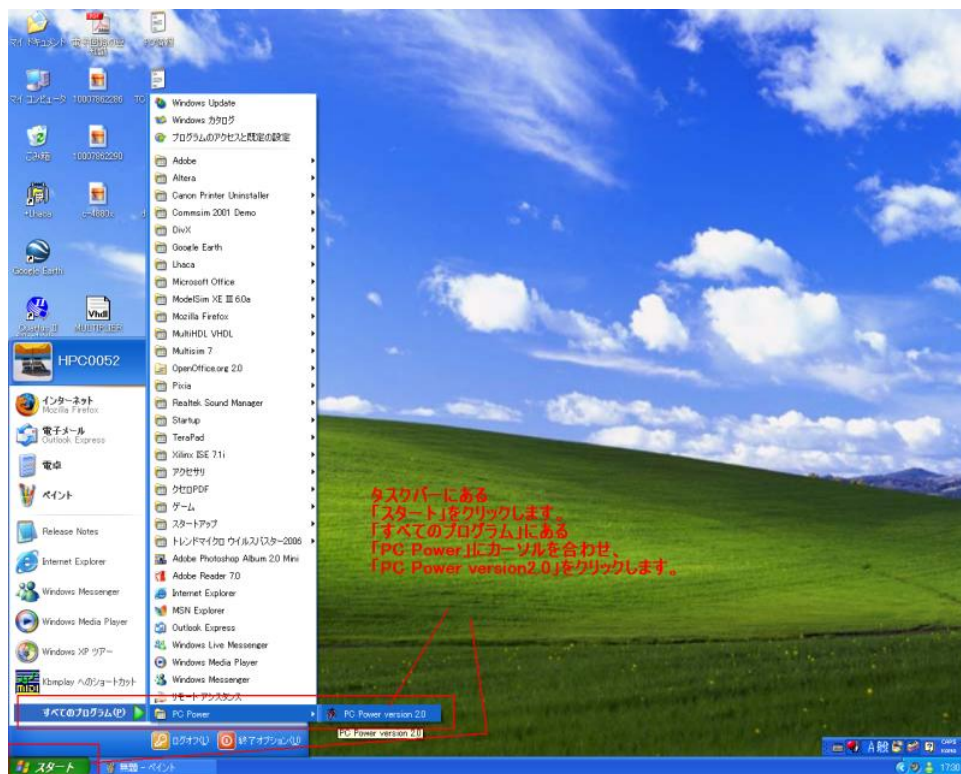 マイ ドキュメント
マイ コンピュータ
10007862286
TO
ごみ箱
10007862290
+Lhaca
c-4880x
d
Google Earth
Quartus II
Vhdl
MULTIPLIER
HPC0052
インターネット
Mozilla Firefox
電子メール
Outlook Express
電卓
ペイント
Release Notes
Internet Explorer
Windows Messenger
Windows Media Player
Windows XP ツアー
Kbmplay へのショートカット
すべてのプログラム(P)
Windows Update
Windows カタログ
プログラムのアクセスと既定の設定
Adobe
Altera
Canon Printer Uninstaller
Commsim 2001 Demo
DivX
Google Earth
Lhaca
Microsoft Office
ModelSim XE III 6.0a
Mozilla Firefox
MultiHDL VHDL
Multisim 7
OpenOffice.org 2.0
Pixia
Realtek Sound Manager
Startup
TeraPad
Xilinx ISE 7.1i
アクセサリ
クセロPDF
ゲーム
スタートアップ
トレンドマイクロ ウイルスバスター2006
Adobe Photoshop Album 2.0 Mini
Adobe Reader 7.0
Internet Explorer
MSN Explorer
Outlook Express
Windows Live Messenger
Windows Media Player
Windows Messenger
リモート アシスタンス
PC Power
PC Power version 2.0
PC Power version 2.0
タスクバーにある
「スタート」をクリックします。
「すべてのプログラム」にある
「PC Power」にカーソルを合わせ、
「PC Power version2.0」をクリックします。
ログオフ(L)
終了オプション(U)
A 般
CAPS
KANA
スタート
無題 - ペイント
17:30